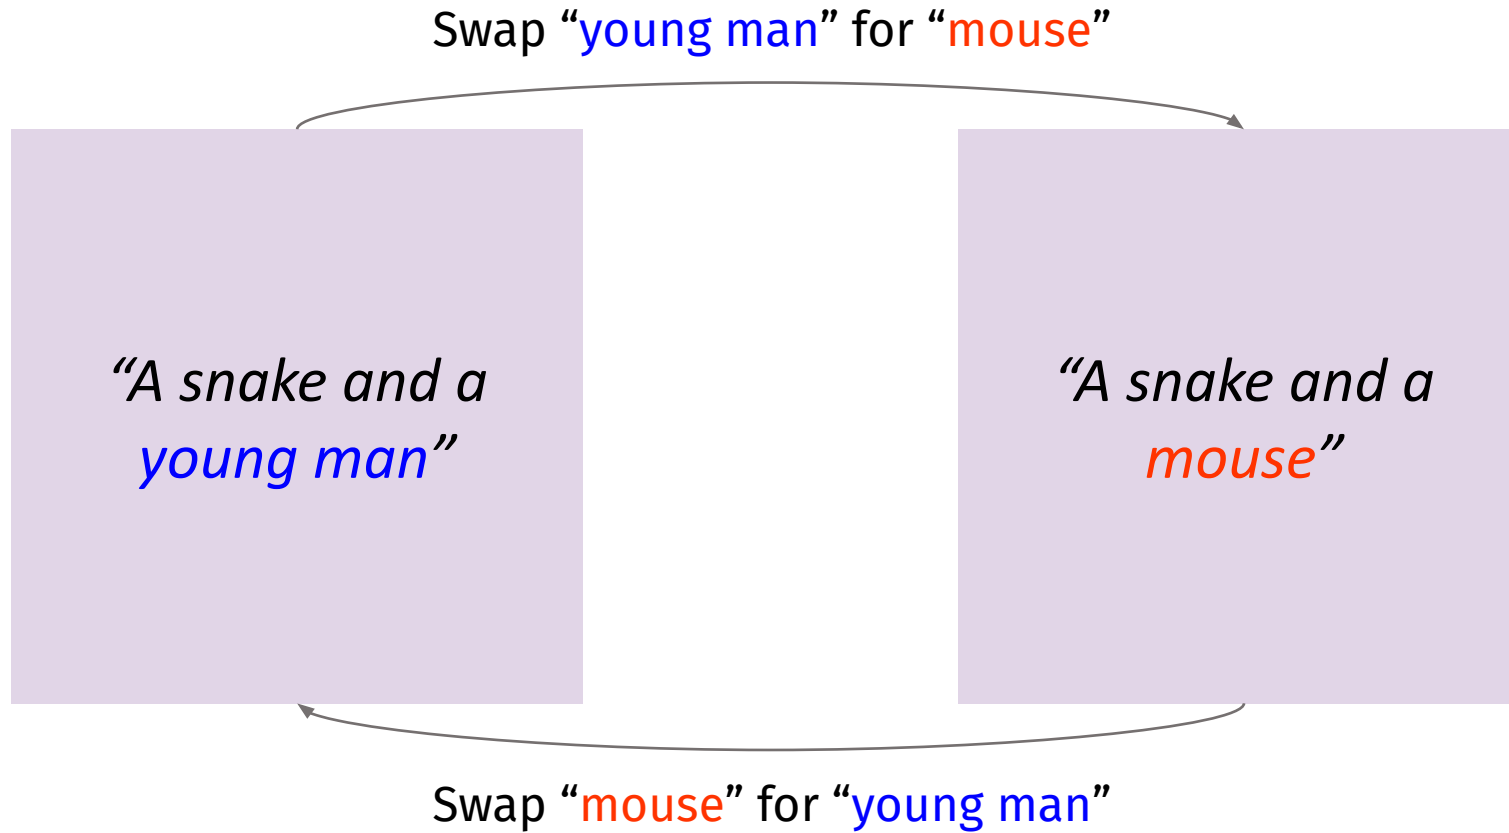 Swap “young man” for “mouse”
“A snake and a
young man”
“A snake and a
mouse”
Swap “mouse” for “young man”